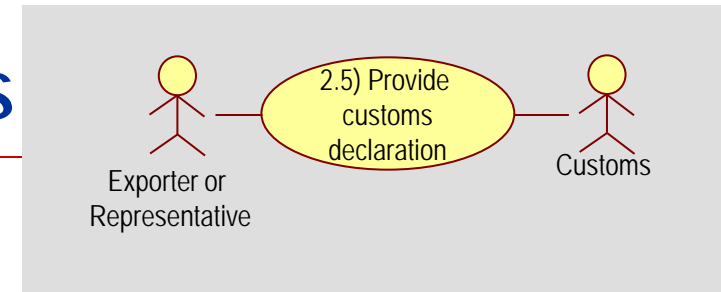 s
2.5) Provide
customs
declaration
Exporter or
Representative
Customs